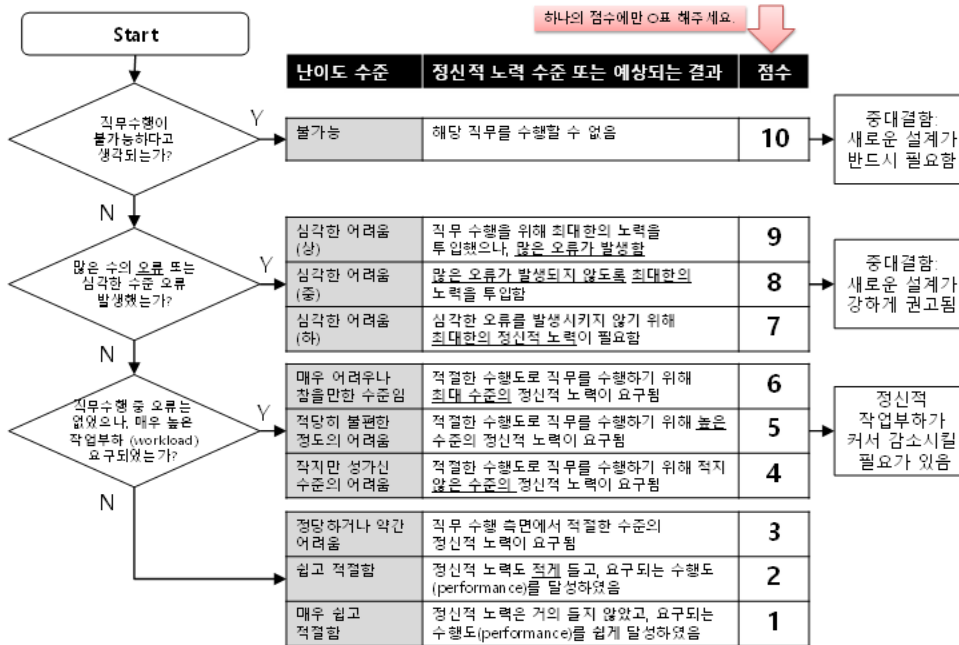 하나의 점수에만 O표 해주세요.
Start
난이도 수준
정신적 노력 수준 또는 예상되는 결과
점수
직무수행이
불가능하다고
생각되는가?
Y
불가능
해당 직무를 수행할 수 없음
10
중대결함:
새로운 설계가
반드시 필요함
N
많은 수의 오류 또는
심각한 수준 오류
발생했는가?
Y
심각한 어려움
(상)
직무 수행을 위해 최대한의 노력을
투입했으나, 많은 오류가 발생함
9
심각한 어려움
(중)
많은 오류가 발생되지 않도록 최대한의
노력을 투입함
8
심각한 어려움
(하)
심각한 오류를 발생시키지 않기 위해
최대한의 정신적 노력이 필요함
7
중대결함:
새로운 설계가
강하게 권고됨
N
직무수행 중 오류는
없었으나, 매우 높은
작업부하 (workload)
요구되었는가?
Y
매우 어려우나
참을만한 수준임
적절한 수행도로 직무를 수행하기 위해
최대 수준의 정신적 노력이 요구됨
6
적당히 불편한
정도의 어려움
적절한 수행도로 직무를 수행하기 위해 높은
수준의 정신적 노력이 요구됨
5
작지만 성가신
수준의 어려움
적절한 수행도로 직무를 수행하기 위해 적지
않은 수준의 정신적 노력이 요구됨
4
정신적
작업부하가
커서 감소시킬
필요가 있음
N
정당하거나 약간
어려움
직무 수행 측면에서 적절한 수준의
정신적 노력이 요구됨
3
쉽고 적절함
정신적 노력도 적게 들고, 요구되는 수행도
(performance)를 달성하였음
2
매우 쉽고
적절함
정신적 노력은 거의 들지 않았고, 요구되는
수행도(performance)를 쉽게 달성하였음
1